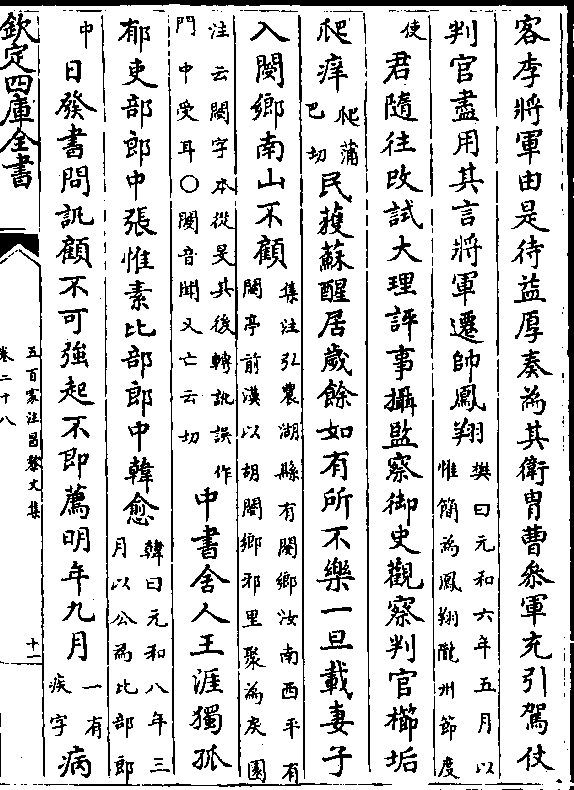 客李將軍由是待益厚奏為其衛胄曹參軍充引駕仗
判官盡用其言將軍遷帥鳳翔
樊曰元和六年五月以
惟簡為鳳翔隴州節度
使
君隨往改試大理評事攝監察御史觀察判官櫛垢
爬痒
爬蒲
巴切
民獲蘇醒居歲餘如有所不樂一旦載妻子
入閿鄉南山不顧
集注弘農湖縣有閿鄉汝南西平有
閿亭前漢以胡閿鄉邪里聚為戾園
注云閿字本從旻其後轉訛誤作
門中受耳○閿音聞又亡云切
中書舍人王涯獨孤
郁吏部郎中張惟素比部郎中韓愈
韓曰元和八年三
月以公為比部郎
中
日發書問訊顧不可強起不即薦明年九月
一有
疾字
病
欽定四庫全書
五百家注昌黎文集
卷二十八
十一